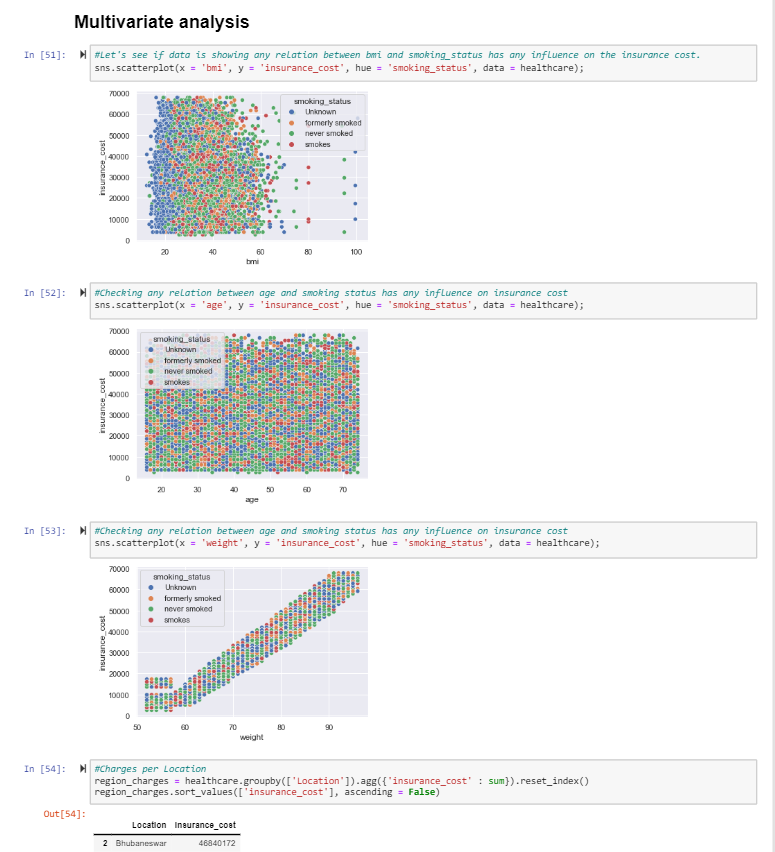 Multivariate analysis
In [51]:
#Let's see if data is showing any relation between bmi and smoking_status has any influence on the insurance cost.
sns.scatterplot(x = 'bmi', y = 'insurance_cost', hue = 'smoking_status', data = healthcare);
70000
60000
50000
40000
30000
20000
10000
0
insurance_cost
smoking_status
Unknown
formerly smoked
never smoked
smokes
20 40 60 80 100
bmi
In [52]:
#Checking any relation between age and smoking status has any influence on insurance cost
sns.scatterplot(x = 'age', y = 'insurance_cost', hue = 'smoking_status', data = healthcare);
70000
60000
50000
40000
30000
20000
10000
0
insurance_cost
smoking_status
Unknown
formerly smoked
never smoked
smokes
20 30 40 50 60 70
age
In [53]:
#Checking any relation between age and smoking status has any influence on insurance cost
sns.scatterplot(x = 'weight', y = 'insurance_cost', hue = 'smoking_status', data = healthcare);
70000
60000
50000
40000
30000
20000
10000
0
insurance_cost
smoking_status
Unknown
formerly smoked
never smoked
smokes
50 60 70 80 90
weight
In [54]:
#Charges per Location
region_charges = healthcare.groupby(['Location']).agg({'insurance_cost' : sum}).reset_index()
region_charges.sort_values(['insurance_cost'], ascending = False)
Out[54]:
Location insurance_cost
2 Bhubaneswar 46840172